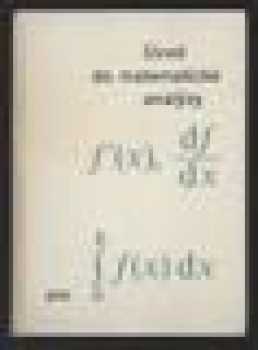 Úvod
do matematické
analýzy
f'(x), df/dx
∫ f(x) dx